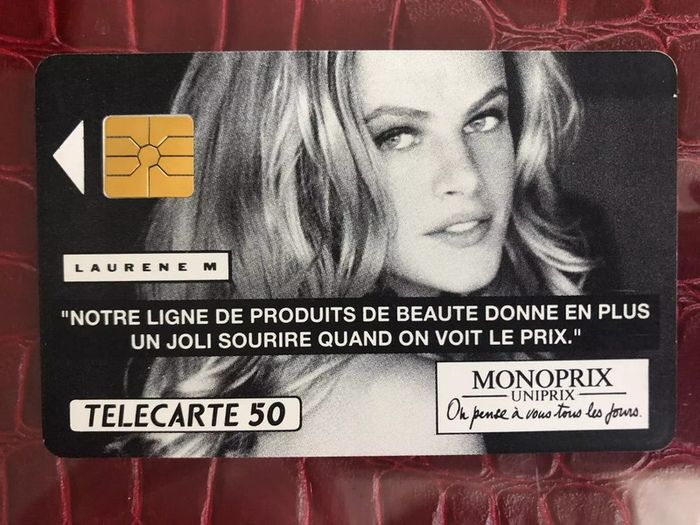 LAURENE M
"NOTRE LIGNE DE PRODUITS DE BEAUTE DONNE EN PLUS
UN JOLI SOURIRE QUAND ON VOIT LE PRIX."
TELECARTE 50
MONOPRIX
UNIPRIX
On pense à vous tous les jours.